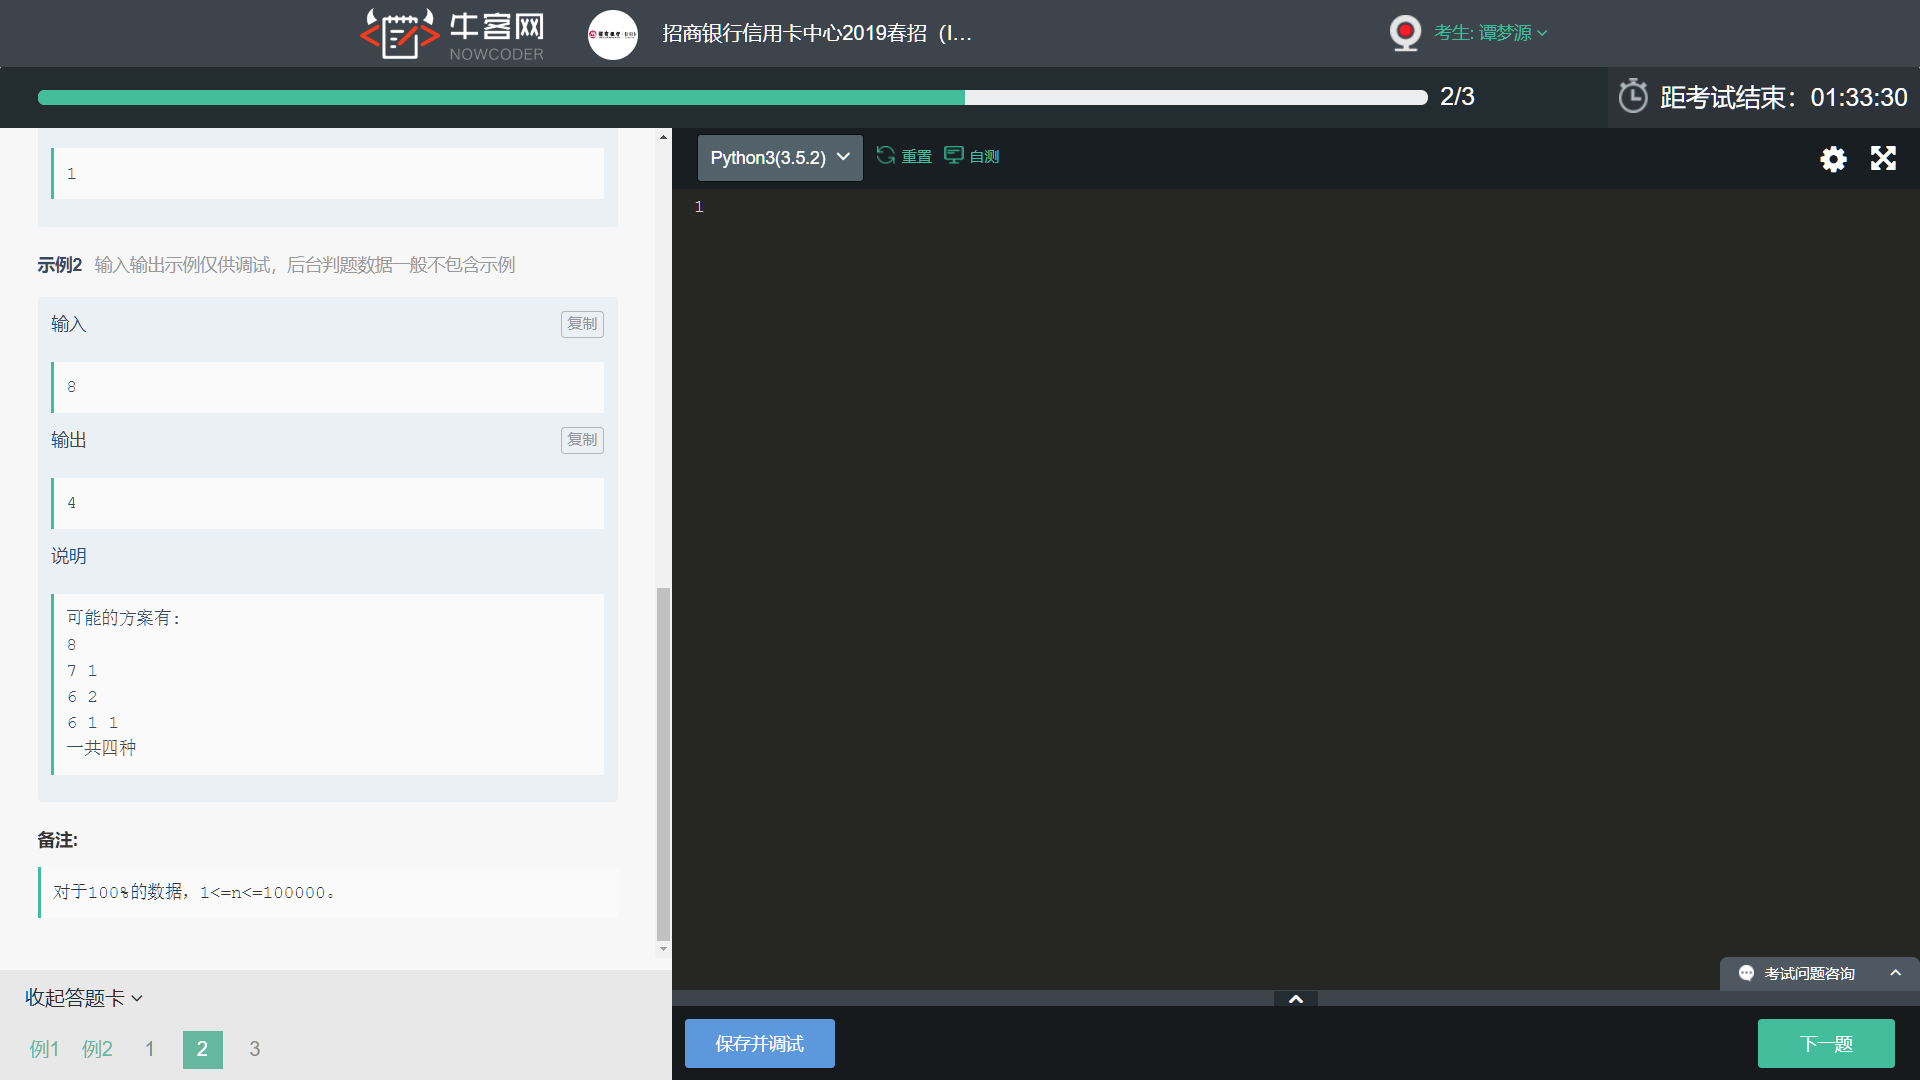 牛客网
NOWCODER
招商银行信用卡中心2019春招（I...
考生: 谭梦源
2/3
距考试结束：01:33:30
1
示例2 输入输出示例仅供调试，后台判题数据一般不包含示例
输入
复制
8
输出
复制
4
说明
可能的方案有：
8
7 1
6 2
6 1 1
一共四种
备注:
对于100%的数据，1<=n<=100000。
收起答题卡
例1 例2 1 2 3
Python3(3.5.2)
重置
自测
1
考试问题咨询
保存并调试
下一题